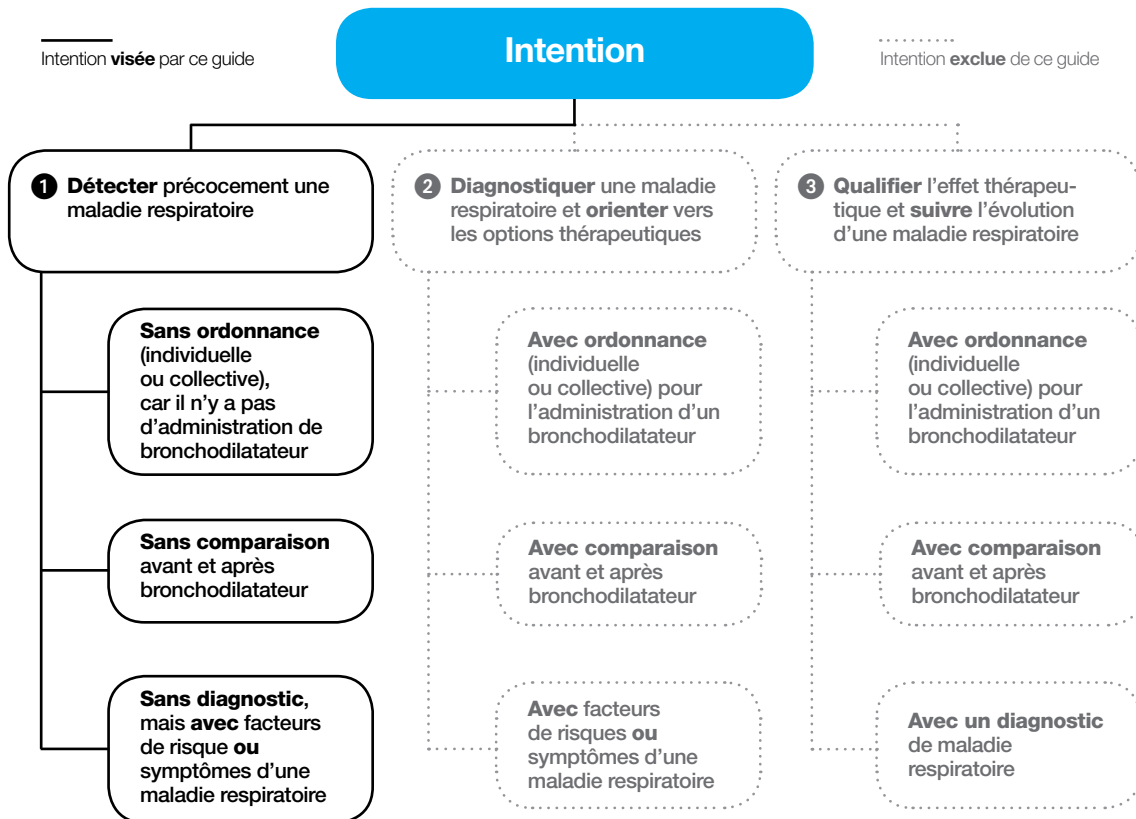 Intention visée par ce guide
Intention
Intention exclue de ce guide
1 Détecter précocement une
maladie respiratoire
Sans ordonnance
(individuelle
ou collective),
car il n'y a pas
d'administration de
bronchodilatateur
Sans comparaison
avant et après
bronchodilatateur
Sans diagnostic,
mais avec facteurs
de risque ou
symptômes d'une
maladie respiratoire
2 Diagnostiquer une maladie
respiratoire et orienter vers
les options thérapeutiques
Avec ordonnance
(individuelle
ou collective) pour
l'administration d'un
bronchodilatateur
Avec comparaison
avant et après
bronchodilatateur
Avec facteurs
de risques ou
symptômes d'une
maladie respiratoire
3 Qualifier l'effet thérapeu-
tique et suivre l'évolution
d'une maladie respiratoire
Avec ordonnance
(individuelle
ou collective) pour
l'administration d'un
bronchodilatateur
Avec comparaison
avant et après
bronchodilatateur
Avec un diagnostic
de maladie
respiratoire